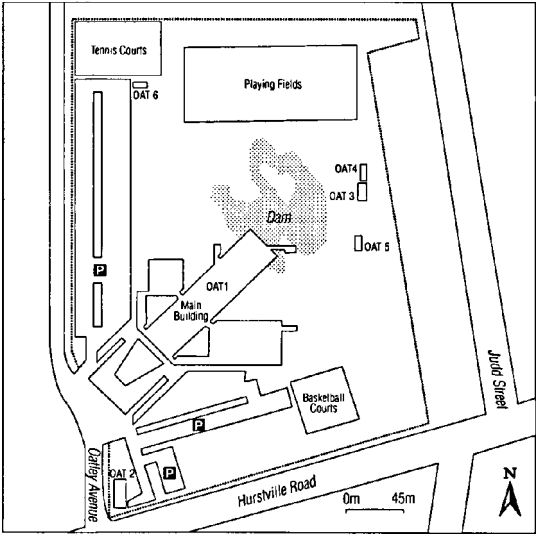 Tennis Courts
OAT 6
Playing Fields
OAT4
OAT 3
Dam
OAT 5
OAT1
Main
Building
P
Judd Street
Basketball
Courts
P
Oatley Avenue
OAT 2
P
Hurstville Road
0m 45m
N